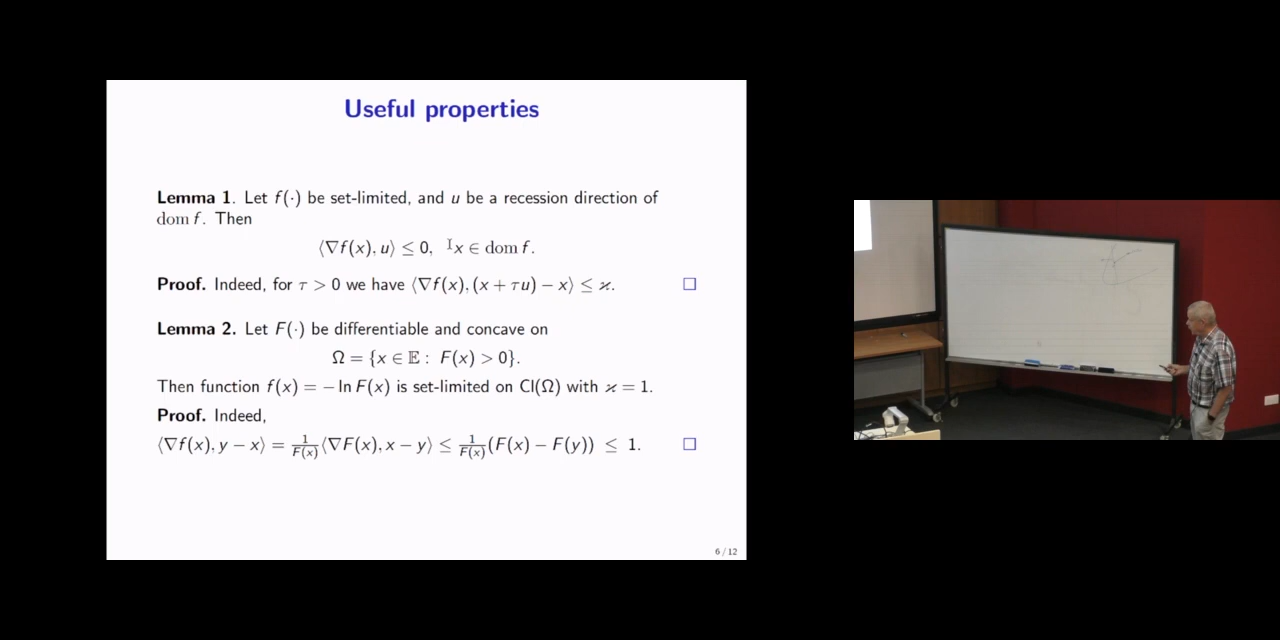 Useful properties
Lemma 1. Let f(·) be set-limited, and u be a recession direction of
dom f. Then
⟨∇f(x), u⟩ ≤ 0, x ∈ dom f.
Proof. Indeed, for τ > 0 we have ⟨∇f(x), (x + τu) − x⟩ ≤ ϰ. □
Lemma 2. Let F(·) be differentiable and concave on
Ω = {x ∈ 𝔼 : F(x) > 0}.
Then function f(x) = − ln F(x) is set-limited on Cl(Ω) with ϰ = 1.
Proof. Indeed,
⟨∇f(x), y − x⟩ = 1/F(x)⟨∇F(x), x − y⟩ ≤ 1/F(x)(F(x) − F(y)) ≤ 1. □
6 / 12